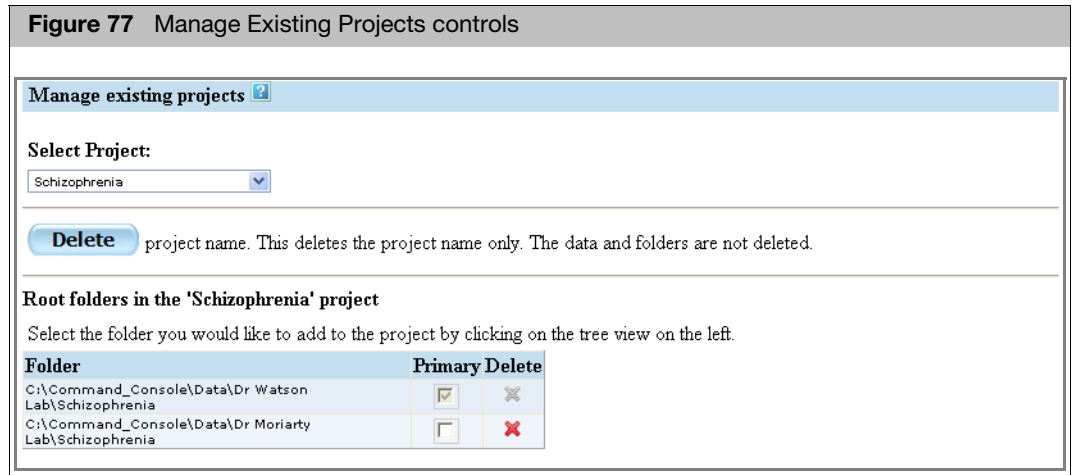 Figure 77 Manage Existing Projects controls
Manage existing projects ?
Select Project:
Schizophrenia
Delete project name. This deletes the project name only. The data and folders are not deleted.
Root folders in the 'Schizophrenia' project
Select the folder you would like to add to the project by clicking on the tree view on the left.
Folder Primary Delete
C:\Command_Console\Data\Dr Watson
Lab\Schizophrenia
C:\Command_Console\Data\Dr Moriarty
Lab\Schizophrenia